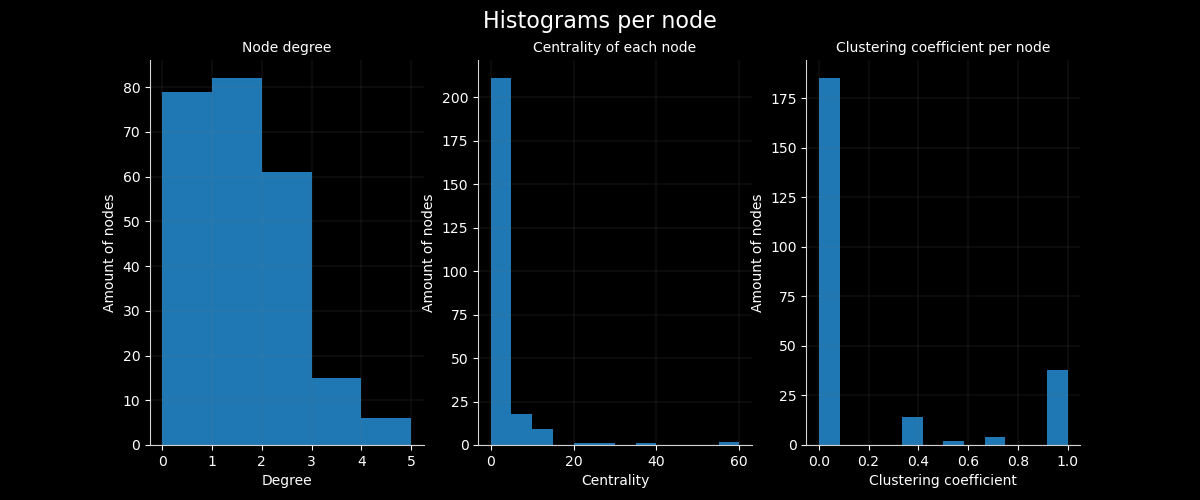 Histograms per node
Node degree
Amount of nodes
80
70
60
50
40
30
20
10
0
0 1 2 3 4 5
Degree
Centrality of each node
Amount of nodes
200
175
150
125
100
75
50
25
0
0 20 40 60
Centrality
Clustering coefficient per node
Amount of nodes
175
150
125
100
75
50
25
0
0.0 0.2 0.4 0.6 0.8 1.0
Clustering coefficient